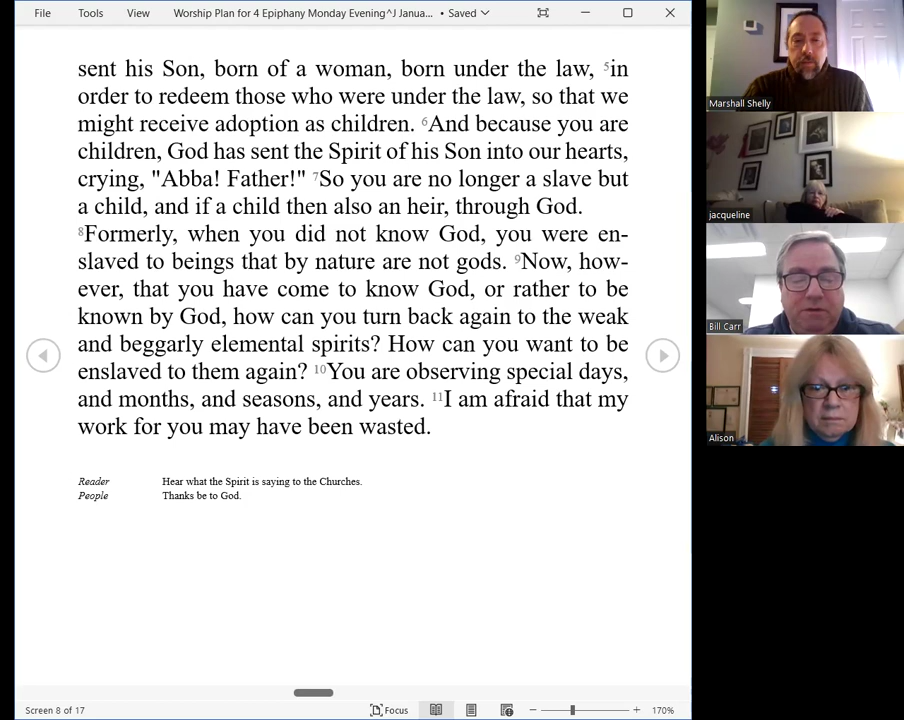 File Tools View Worship Plan for 4 Epiphany Monday Evening^J Janua... • Saved
sent his Son, born of a woman, born under the law, 5in
order to redeem those who were under the law, so that we
might receive adoption as children. 6And because you are
children, God has sent the Spirit of his Son into our hearts,
crying, "Abba! Father!" 7So you are no longer a slave but
a child, and if a child then also an heir, through God.
8Formerly, when you did not know God, you were en-
slaved to beings that by nature are not gods. 9Now, how-
ever, that you have come to know God, or rather to be
known by God, how can you turn back again to the weak
and beggarly elemental spirits? How can you want to be
enslaved to them again? 10You are observing special days,
and months, and seasons, and years. 11I am afraid that my
work for you may have been wasted.
Reader Hear what the Spirit is saying to the Churches.
People Thanks be to God.
Screen 8 of 17 Focus 170%
Marshall Shelly
jacqueline
Bill Carr
Alison